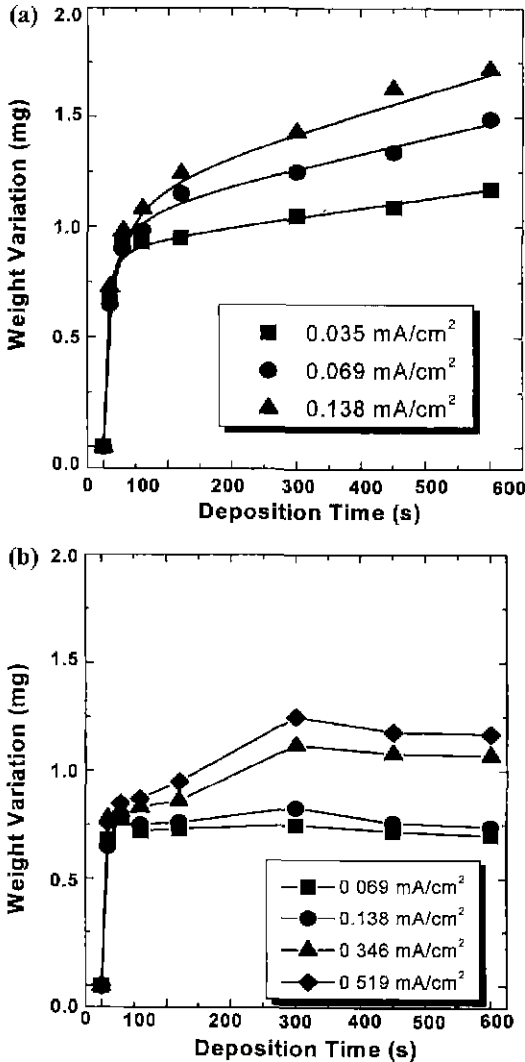 (a)
2.0
1.5
1.0
0.5
0.0
Weight Variation (mg)
0.035 mA/cm²
0.069 mA/cm²
0.138 mA/cm²
0 100 200 300 400 500 600
Deposition Time (s)
(b)
2.0
1.5
1.0
0.5
0.0
Weight Variation (mg)
0 069 mA/cm²
0.138 mA/cm²
0 346 mA/cm²
0 519 mA/cm²
0 100 200 300 400 500 600
Deposition Time (s)